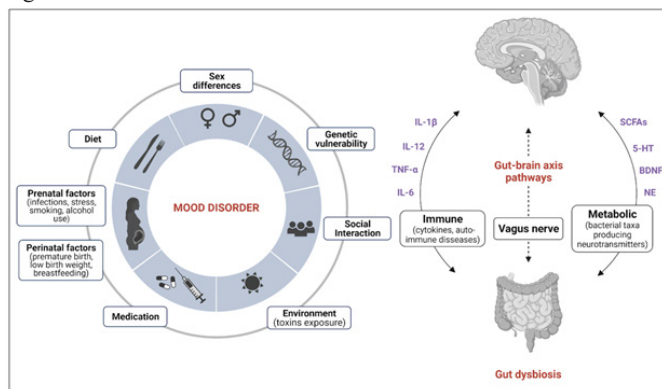 Sex
differences
Diet
Genetic
vulnerability
Prenatal factors
(infections, stress,
smoking, alcohol
use)
MOOD DISORDER
Social
Interaction
Perinatal factors
(premature birth,
low birth weight,
breastfeeding)
Medication
Environment
(toxins exposure)
IL-1β
IL-12
TNF-α
IL-6
Gut-brain axis
pathways
SCFAs
5-HT
BDNF
NE
Immune
(cytokines, auto-
immune diseases)
Vagus nerve
Metabolic
(bacterial taxa
producing
neurotransmitters)
Gut dysbiosis